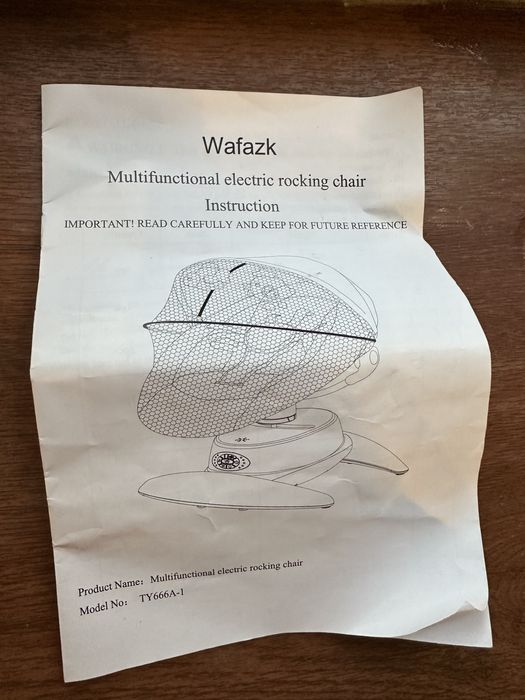 Wafazk
Multifunctional electric rocking chair
Instruction
IMPORTANT! READ CAREFULLY AND KEEP FOR FUTURE REFERENCE
Product Name: Multifunctional electric rocking chair
Model No: TY666A-1